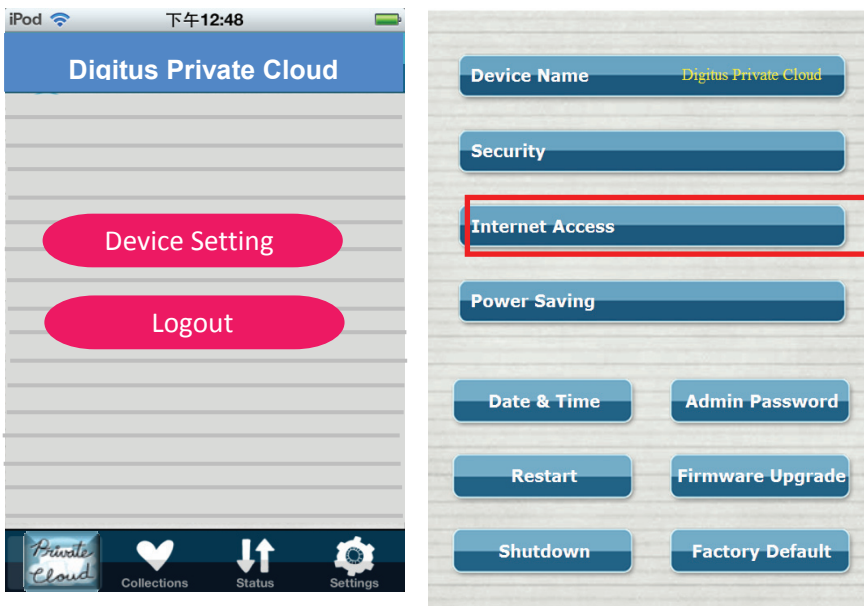 iPod 下午12:48
Digitus Private Cloud
Device Setting
Logout
Private
Cloud
Collections Status Settings
Device Name Digitus Private Cloud
Security
Internet Access
Power Saving
Date & Time Admin Password
Restart Firmware Upgrade
Shutdown Factory Default